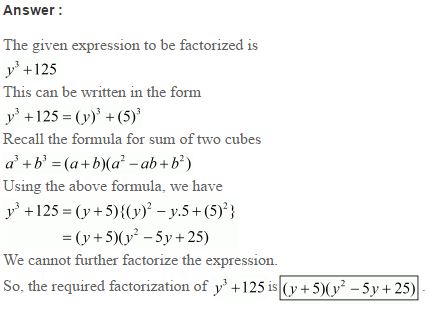 Answer :
The given expression to be factorized is
y³ +125
This can be written in the form
y³ +125 = (y)³ + (5)³
Recall the formula for sum of two cubes
a³ + b³ = (a+b)(a² − ab + b²)
Using the above formula, we have
y³ +125 = (y+5){(y)² − y.5 + (5)²}
= (y+5)(y² − 5y + 25)
We cannot further factorize the expression.
So, the required factorization of y³ +125 is (y+5)(y² − 5y + 25) .